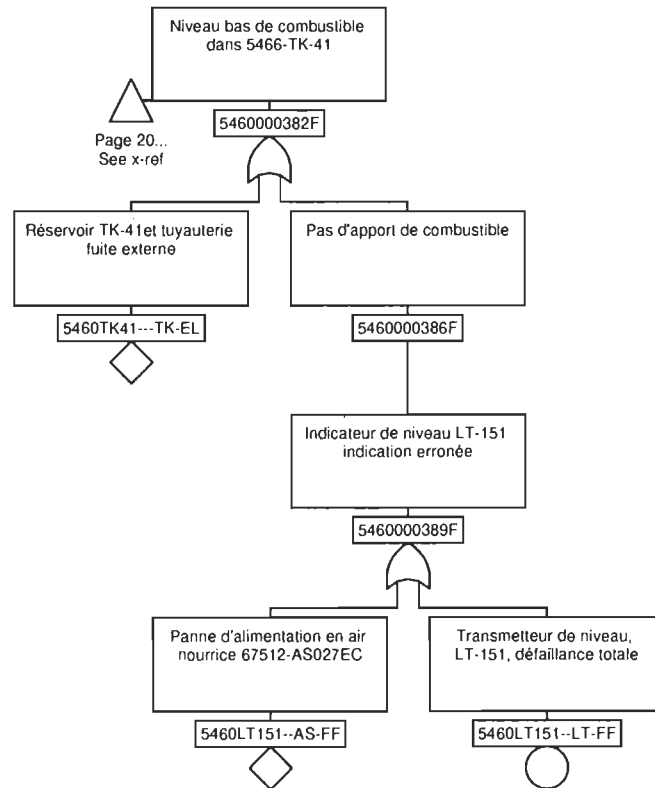 Niveau bas de combustible
dans 5466-TK-41
Page 20...
See x-ref
5460000382F
Réservoir TK-41et tuyauterie
fuite externe
Pas d'apport de combustible
5460TK41---TK-EL
5460000386F
Indicateur de niveau LT-151
indication erronée
5460000389F
Panne d'alimentation en air
nourrice 67512-AS027EC
Transmetteur de niveau,
LT-151, défaillance totale
5460LT151--AS-FF
5460LT151--LT-FF